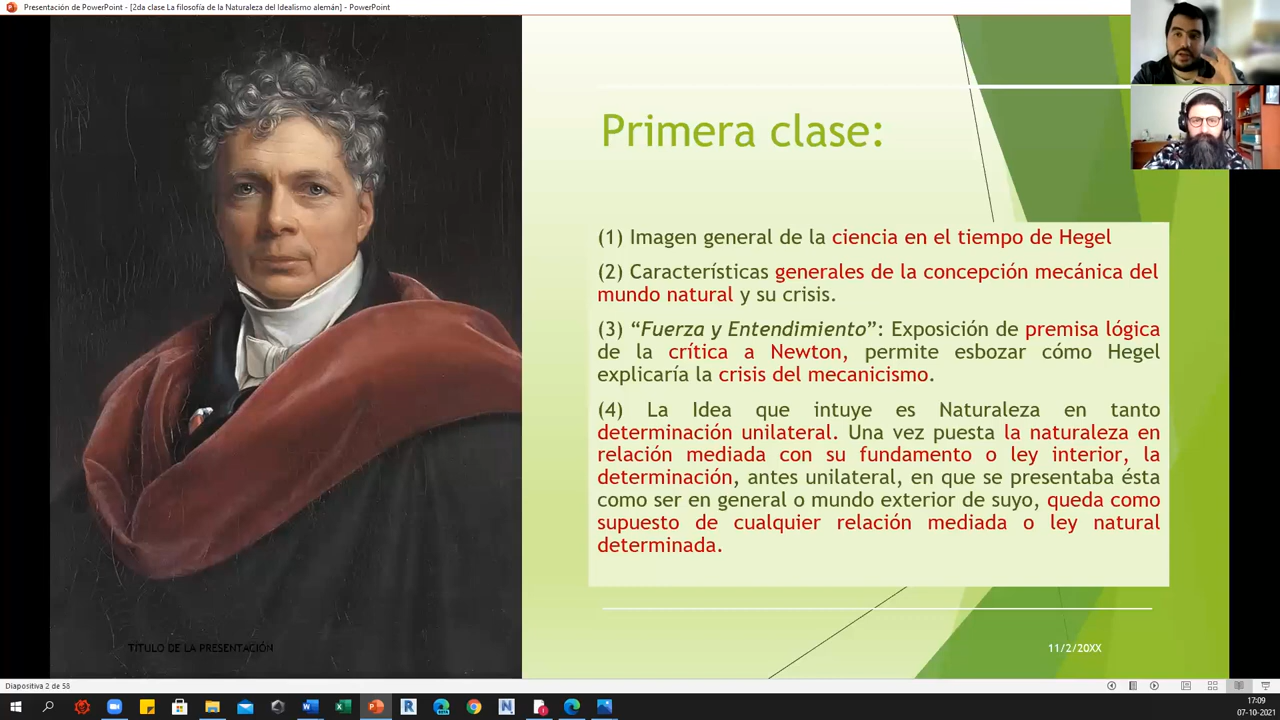 Presentación de PowerPoint - [2da clase La filosofía de la Naturaleza del Idealismo alemán] - PowerPoint
Primera clase:
(1) Imagen general de la ciencia en el tiempo de Hegel
(2) Características generales de la concepción mecánica del
mundo natural y su crisis.
(3) “Fuerza y Entendimiento”: Exposición de premisa lógica
de la crítica a Newton, permite esbozar cómo Hegel
explicaría la crisis del mecanicismo.
(4) La Idea que intuye es Naturaleza en tanto
determinación unilateral. Una vez puesta la naturaleza en
relación mediada con su fundamento o ley interior, la
determinación, antes unilateral, en que se presentaba ésta
como ser en general o mundo exterior de suyo, queda como
supuesto de cualquier relación mediada o ley natural
determinada.
TÍTULO DE LA PRESENTACIÓN
11/2/20XX
Diapositiva 2 de 58
17:09
07-10-2021